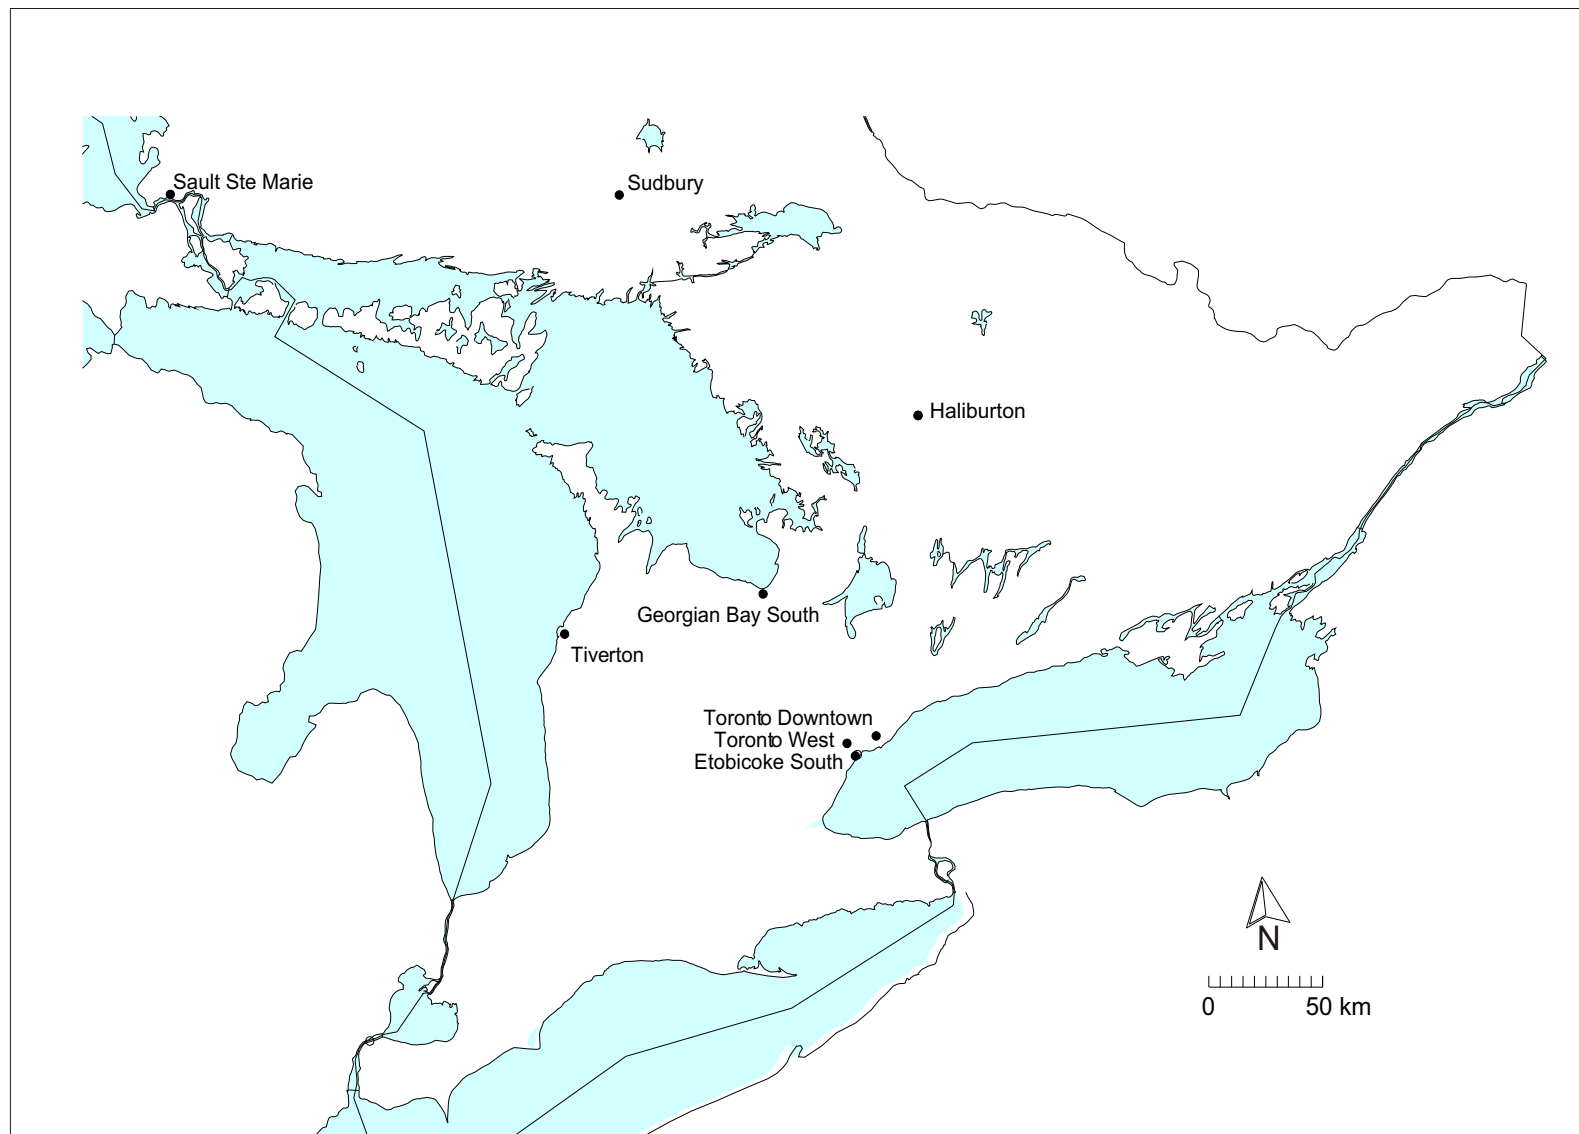 Sault Ste Marie
Sudbury
Haliburton
Georgian Bay South
Tiverton
Toronto Downtown
Toronto West
Etobicoke South
N
0 50 km